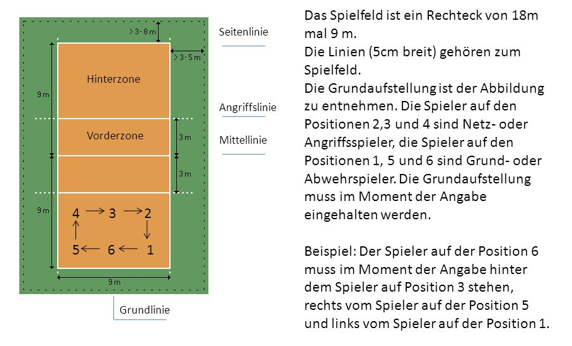 > 3 - 8 m
Seitenlinie
> 3 - 5 m
Hinterzone
9 m
Angriffslinie
Vorderzone
3 m
Mittellinie
3 m
9 m
4 3 2
5 6 1
9 m
Grundlinie
Das Spielfeld ist ein Rechteck von 18m
mal 9 m.
Die Linien (5cm breit) gehören zum
Spielfeld.
Die Grundaufstellung ist der Abbildung
zu entnehmen. Die Spieler auf den
Positionen 2,3 und 4 sind Netz- oder
Angriffsspieler, die Spieler auf den
Positionen 1, 5 und 6 sind Grund- oder
Abwehrspieler. Die Grundaufstellung
muss im Moment der Angabe
eingehalten werden.
Beispiel: Der Spieler auf der Position 6
muss im Moment der Angabe hinter
dem Spieler auf Position 3 stehen,
rechts vom Spieler auf der Position 5
und links vom Spieler auf der Position 1.